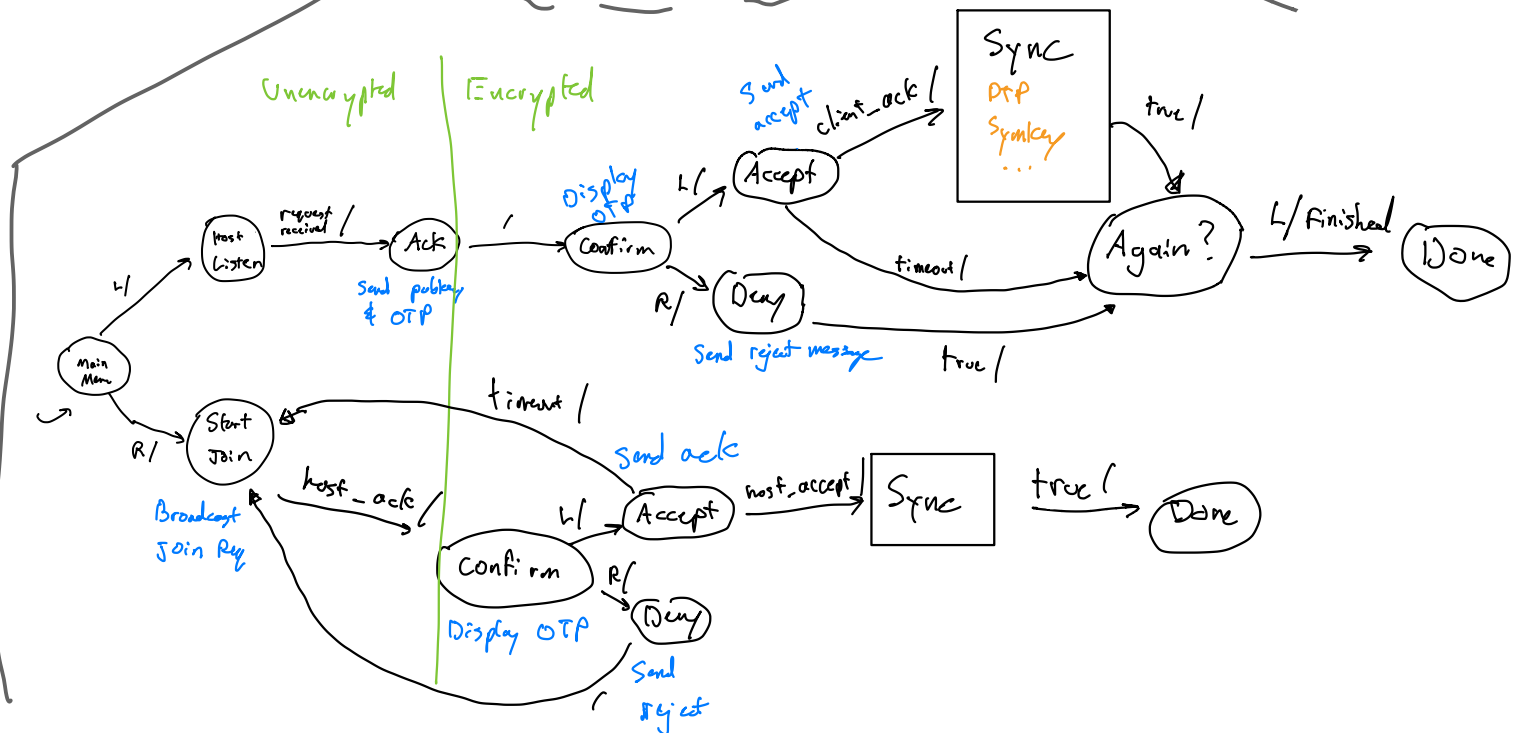 Unencrypted
Encrypted
Send
accept
client_ack /
Sync
OTP
Symkey
...
true /
Display
OTP
L/
Accept
request
received /
Host
Listen
Ack
/
Confirm
timeout /
Again?
L/ Finished
Done
Send pubkey
& OTP
R/
Deny
Send reject message
true /
L/
Main
Menu
R/
Start
Join
timeout /
Send ack
host_ack /
Broadcast
Join Req
L/
Accept
host_accept /
Sync
true /
Done
Confirm
R/
Deny
Display OTP
/
Send
reject